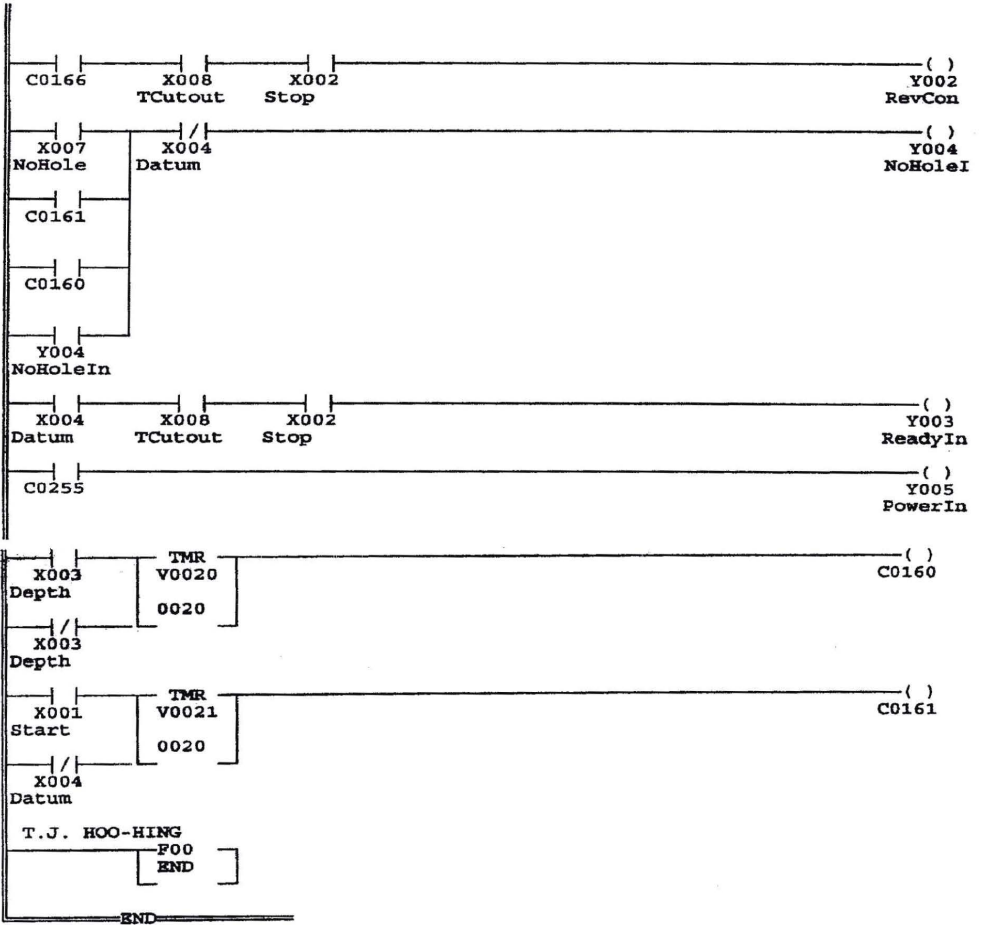 C0166 X008 X002 Y002
TCutout Stop RevCon
X007 X004 Y004
NoHole Datum NoHoleI
C0161
C0160
Y004
NoHoleIn
X004 X008 X002 Y003
Datum TCutout Stop ReadyIn
C0255 Y005
PowerIn
TMR
X003 V0020 C0160
Depth
0020
X003
Depth
TMR
X001 V0021 C0161
Start
0020
X004
Datum
T.J. HOO-HING
F00
END
END